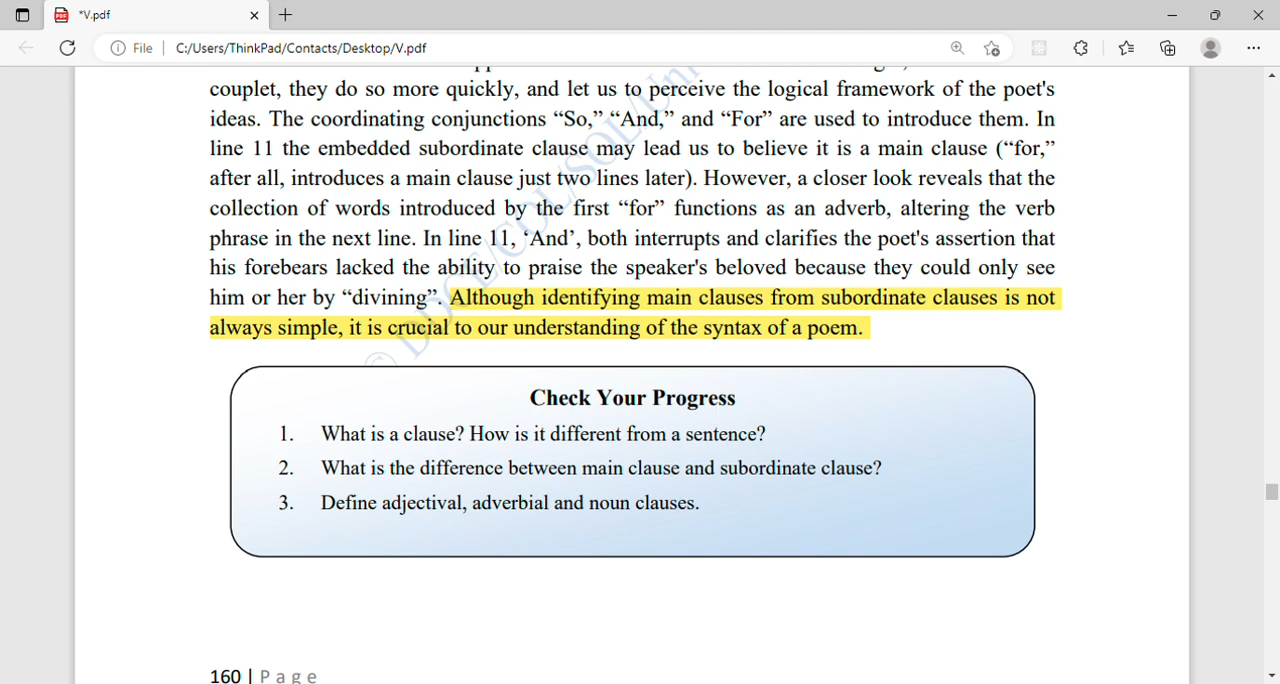 *V.pdf
File
C:/Users/ThinkPad/Contacts/Desktop/V.pdf
couplet, they do so more quickly, and let us to perceive the logical framework of the poet's
ideas. The coordinating conjunctions “So,” “And,” and “For” are used to introduce them. In
line 11 the embedded subordinate clause may lead us to believe it is a main clause (“for,”
after all, introduces a main clause just two lines later). However, a closer look reveals that the
collection of words introduced by the first “for” functions as an adverb, altering the verb
phrase in the next line. In line 11, ‘And’, both interrupts and clarifies the poet's assertion that
his forebears lacked the ability to praise the speaker's beloved because they could only see
him or her by “divining”. Although identifying main clauses from subordinate clauses is not
always simple, it is crucial to our understanding of the syntax of a poem.
© DDCE/COL/SOL/Uni
Check Your Progress
1. What is a clause? How is it different from a sentence?
2. What is the difference between main clause and subordinate clause?
3. Define adjectival, adverbial and noun clauses.
160 | Page